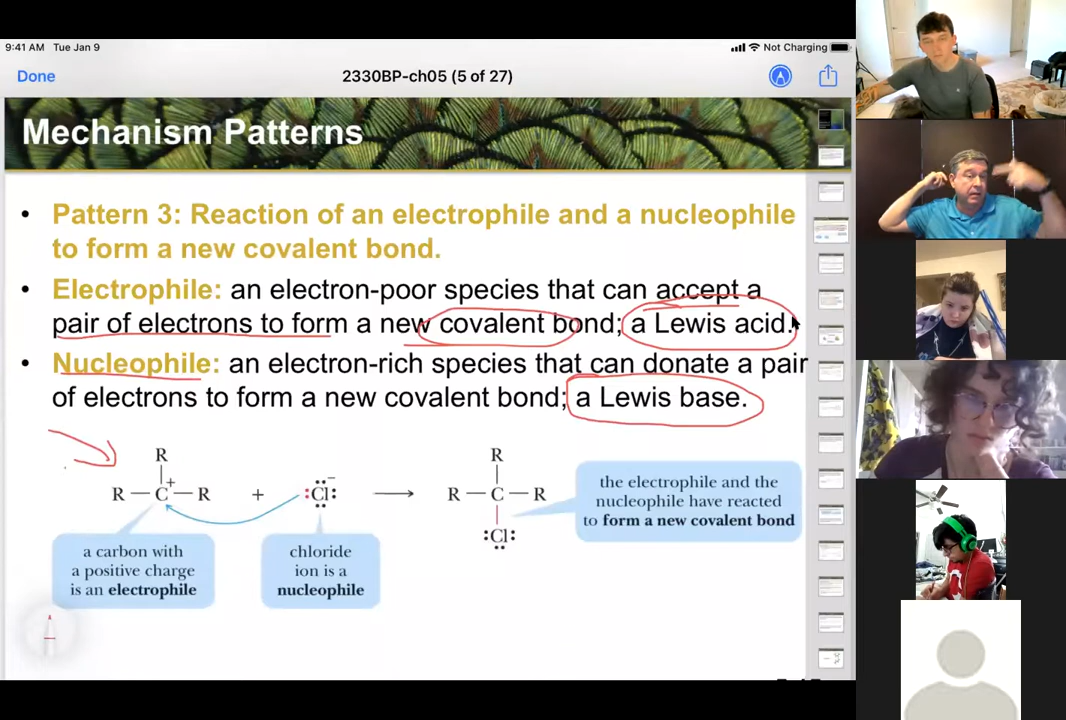 9:41 AM Tue Jan 9
Not Charging
Done
2330BP-ch05 (5 of 27)
Mechanism Patterns
• Pattern 3: Reaction of an electrophile and a nucleophile
to form a new covalent bond.
• Electrophile: an electron-poor species that can accept a
pair of electrons to form a new covalent bond; a Lewis acid.
• Nucleophile: an electron-rich species that can donate a pair
of electrons to form a new covalent bond; a Lewis base.
R
R — C + — R
+
:Cl: −
R
R — C — R
:Cl:
the electrophile and the
nucleophile have reacted
to form a new covalent bond
a carbon with
a positive charge
is an electrophile
chloride
ion is a
nucleophile